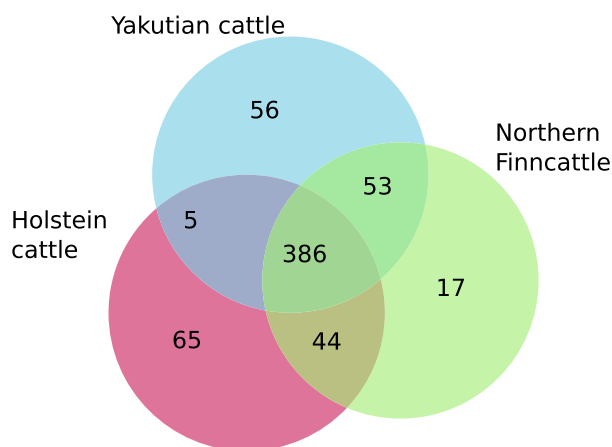 Yakutian cattle
56
Northern
Finncattle
53
Holstein
cattle
5
386
17
65
44